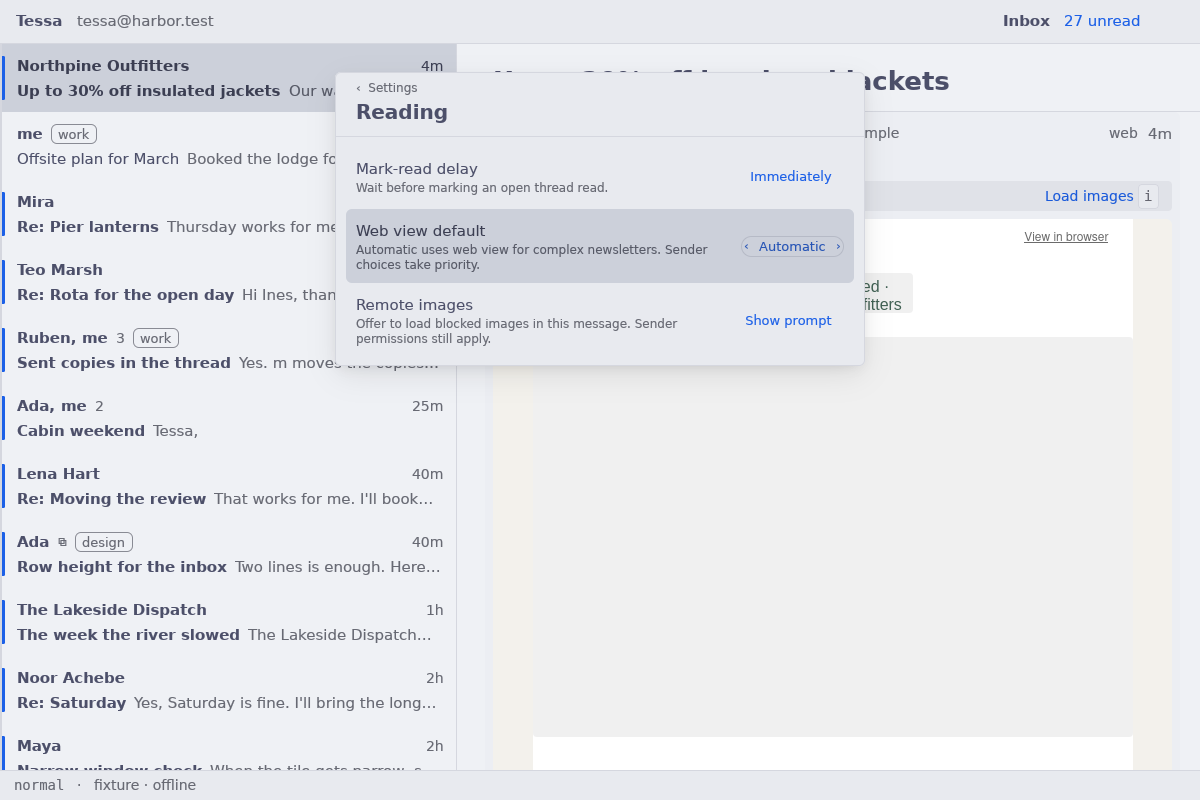 Tessa tessa@harbor.test
Inbox 27 unread
Northpine Outfitters 4m
Up to 30% off insulated jackets Our
me work
Offsite plan for March Booked the lodge
Mira
Re: Pier lanterns Thursday works for me
Teo Marsh
Re: Rota for the open day Hi Ines,
Ruben, me 3 work
Sent copies in the thread Yes. m moves the copies…
Ada, me 2 25m
Cabin weekend Tessa,
Lena Hart 40m
Re: Moving the review That works for me. I'll book…
Ada design 40m
Row height for the inbox Two lines is enough. Here…
The Lakeside Dispatch 1h
The week the river slowed The Lakeside Dispatch…
Noor Achebe 2h
Re: Saturday Yes, Saturday is fine. I'll bring the long…
Maya 2h
Narrow window check When the tile gets narrow,
‹ Settings
Reading
Mark-read delay
Wait before marking an open thread read.
Immediately
Web view default
Automatic uses web view for complex newsletters. Sender
choices take priority.
‹ Automatic ›
Remote images
Offer to load blocked images in this message. Sender
permissions still apply.
Show prompt
web 4m
Load images i
View in browser
normal · fixture · offline